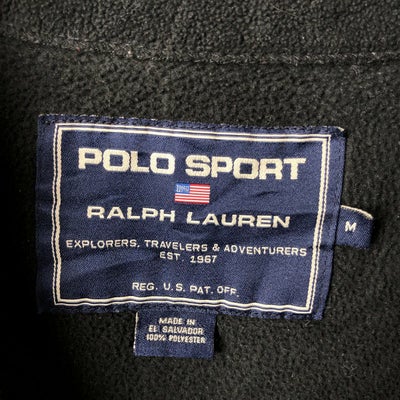 POLO SPORT
RALPH LAUREN
EXPLORERS, TRAVELERS & ADVENTURERS
EST. 1967
REG. U.S. PAT. OFF.
M
MADE IN
EL SALVADOR
100% POLYESTER